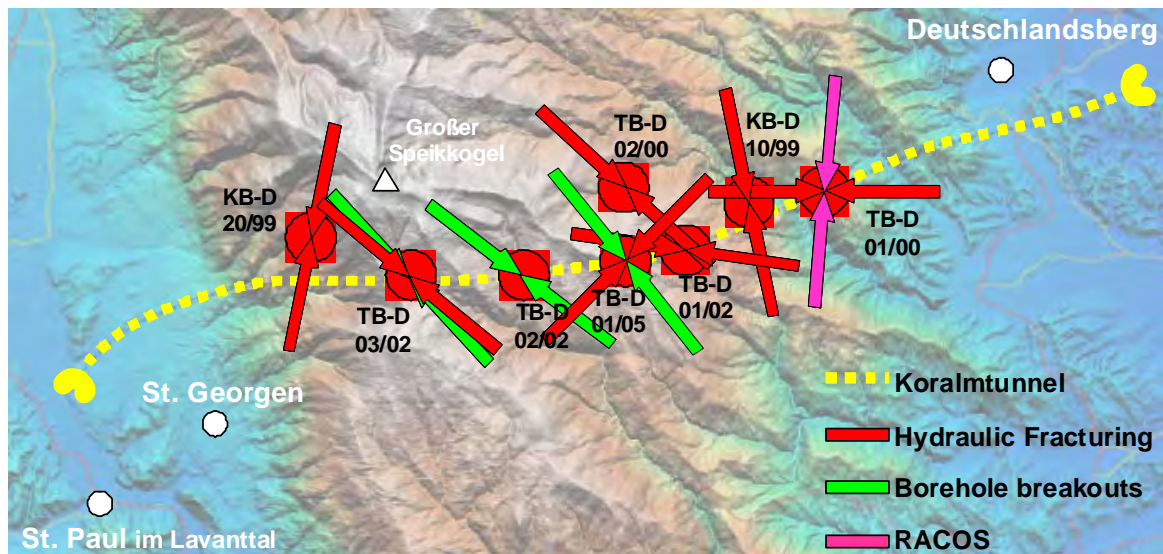 Deutschlandsberg
Großer
Speikkogel
TB-D
02/00
KB-D
10/99
KB-D
20/99
TB-D
01/00
TB-D
03/02
TB-D
02/02
TB-D
01/05
TB-D
01/02
St. Georgen
St. Paul im Lavanttal
Koralmtunnel
Hydraulic Fracturing
Borehole breakouts
RACOS